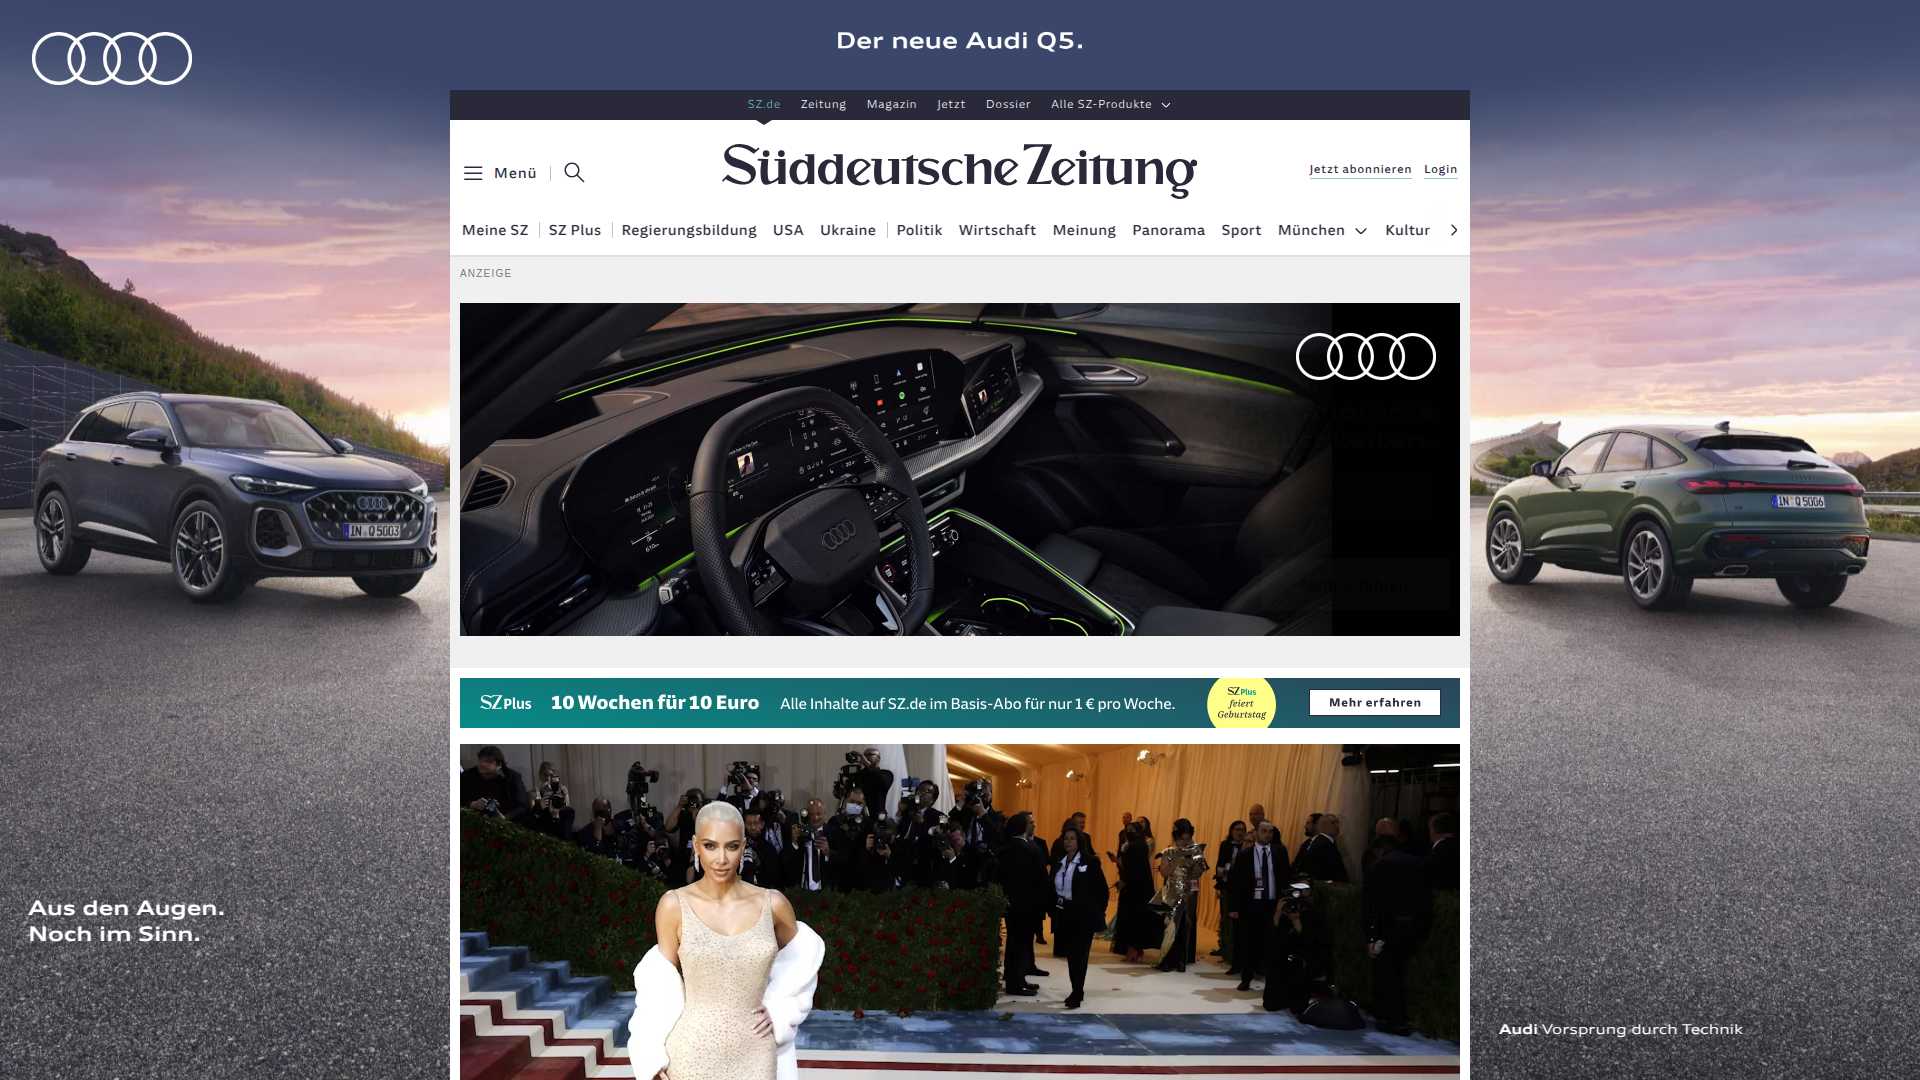 Der neue Audi Q5.
SZ.de Zeitung Magazin Jetzt Dossier Alle SZ-Produkte
Menü
Süddeutsche Zeitung
Jetzt abonnieren Login
Meine SZ SZ Plus Regierungsbildung USA Ukraine Politik Wirtschaft Meinung Panorama Sport München Kultur
ANZEIGE
IN Q 5003
IN Q 5006
SZ Plus 10 Wochen für 10 Euro Alle Inhalte auf SZ.de im Basis-Abo für nur 1 € pro Woche.
SZ Plus
feiert
Geburtstag
Mehr erfahren
Aus den Augen.
Noch im Sinn.
Audi Vorsprung durch Technik